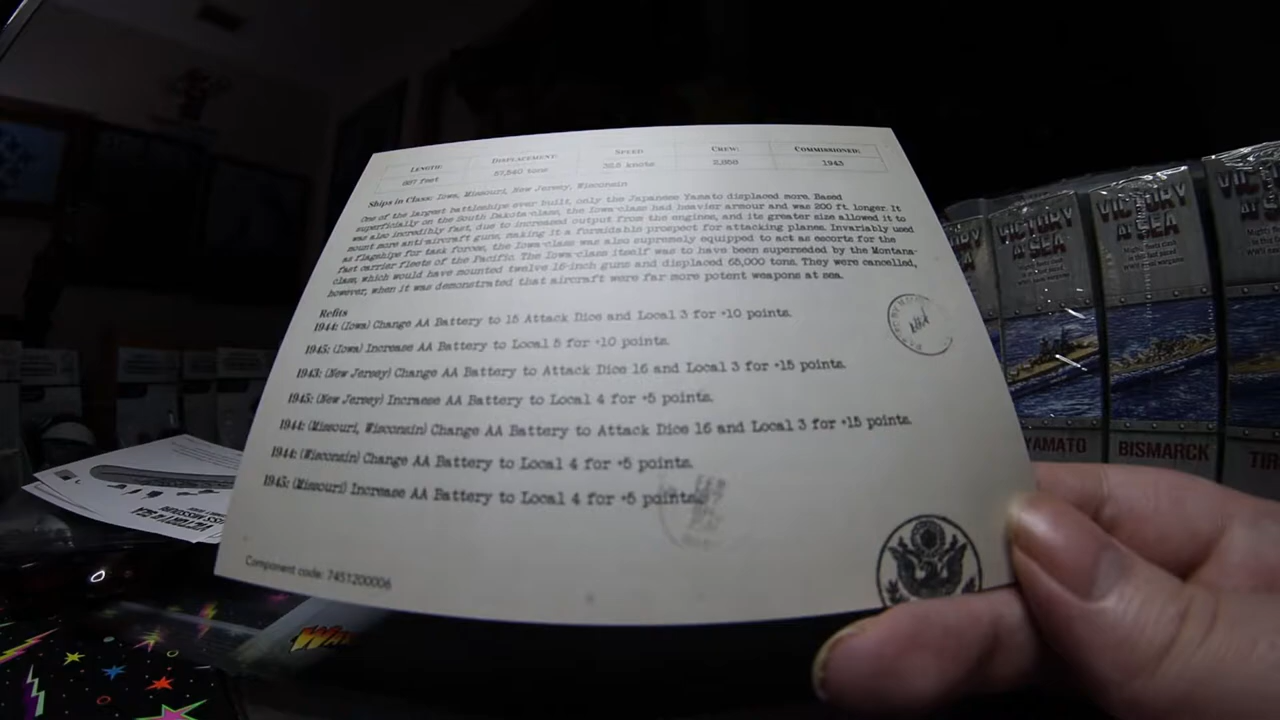 LENGTH: DISPLACEMENT: SPEED CREW: COMMISSIONED:
887 feet 57,540 tons knots 1943
Ships in Class: Iowa, Missouri, New Jersey, Wisconsin
One of the largest battleships ever built, only the Japanese Yamato displaced more. Based
superficially on the South Dakota-class, the Iowa-class had heavier armour and was 200 ft. longer. It
was also incredibly fast, due to increased output from the engines, and its greater size allowed it to
mount more anti-aircraft guns, making it a formidable prospect for attacking planes. Invariably used
as flagships for task forces, the Iowa-class was also supremely equipped to act as escorts for the
fast carrier fleets of the Pacific. The Iowa-class itself was to have been superseded by the Montana-
class, which would have mounted twelve 16-inch guns and displaced 65,000 tons. They were cancelled,
however, when it was demonstrated that aircraft were far more potent weapons at sea.
Refits
1944: (Iowa) Change AA Battery to 15 Attack Dice and Local 3 for +10 points.
1945: (Iowa) Increase AA Battery to Local 5 for +10 points.
1943: (New Jersey) Change AA Battery to Attack Dice 16 and Local 3 for +15 points.
1945: (New Jersey) Increase AA Battery to Local 4 for +5 points.
1944: (Missouri, Wisconsin) Change AA Battery to Attack Dice 16 and Local 3 for +15 points.
1944: (Wisconsin) Change AA Battery to Local 4 for +5 points.
1945: (Missouri) Increase AA Battery to Local 4 for +5 points.
Component code: 7451200006
VICTORY
AT SEA
YAMATO
VICTORY
AT SEA
BISMARCK
VICT
AT SE
TIR
VICTORY AT SEA
USS MISSOURI